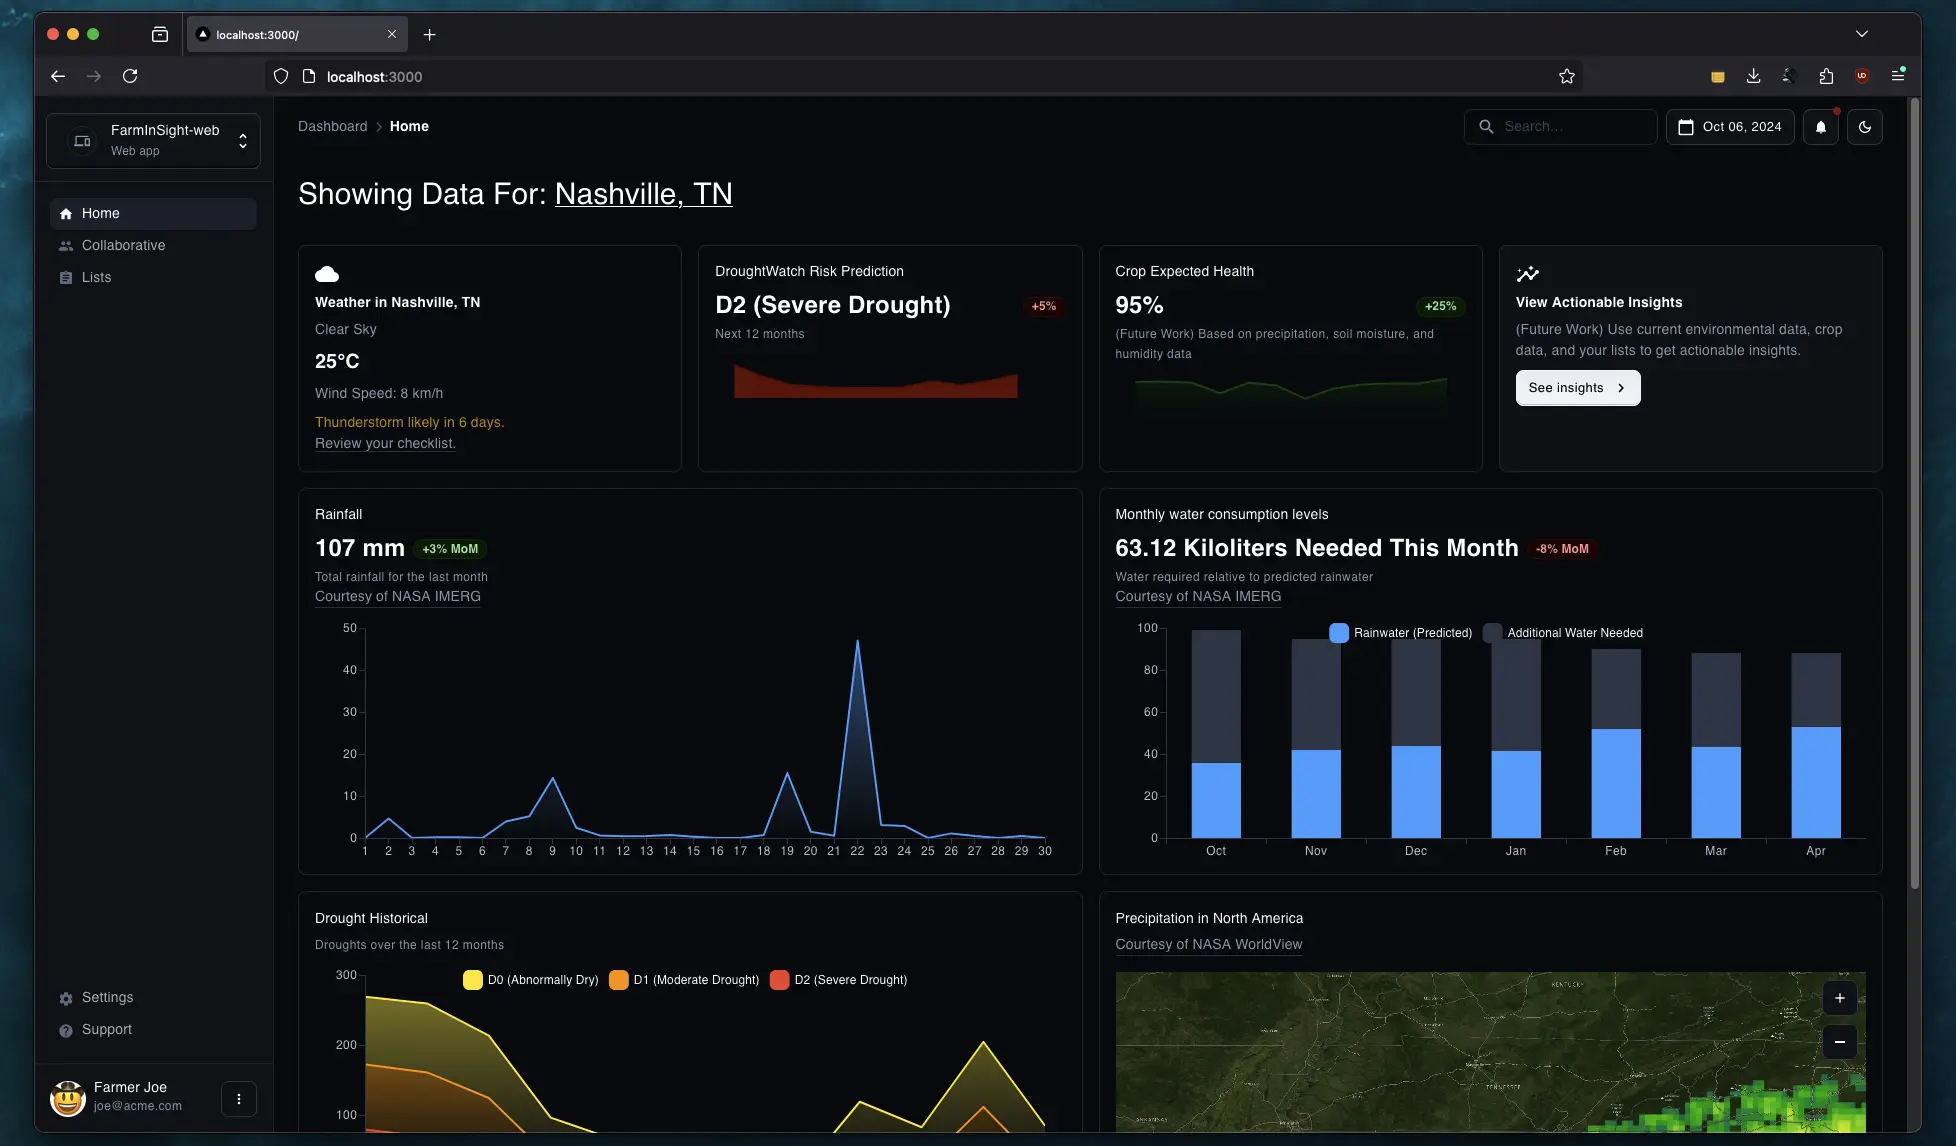 localhost:3000/
localhost:3000
FarmInSight-web
Web app
Home
Collaborative
Lists
Settings
Support
Farmer Joe
joe@acme.com
Dashboard > Home
Search…
Oct 06, 2024
Showing Data For: Nashville, TN
Weather in Nashville, TN
Clear Sky
25°C
Wind Speed: 8 km/h
Thunderstorm likely in 6 days.
Review your checklist.
DroughtWatch Risk Prediction
D2 (Severe Drought)
+5%
Next 12 months
Crop Expected Health
95%
+25%
(Future Work) Based on precipitation, soil moisture, and
humidity data
View Actionable Insights
(Future Work) Use current environmental data, crop
data, and your lists to get actionable insights.
See insights
Rainfall
107 mm +3% MoM
Total rainfall for the last month
Courtesy of NASA IMERG
50
40
30
20
10
0
1 2 3 4 5 6 7 8 9 10 11 12 13 14 15 16 17 18 19 20 21 22 23 24 25 26 27 28 29 30
Monthly water consumption levels
63.12 Kiloliters Needed This Month -8% MoM
Water required relative to predicted rainwater
Courtesy of NASA IMERG
Rainwater (Predicted) Additional Water Needed
100
80
60
40
20
0
Oct Nov Dec Jan Feb Mar Apr
Drought Historical
Droughts over the last 12 months
D0 (Abnormally Dry) D1 (Moderate Drought) D2 (Severe Drought)
300
200
100
Precipitation in North America
Courtesy of NASA WorldView
KENTUCKY
TENNESSEE
ARKANSAS
+
−